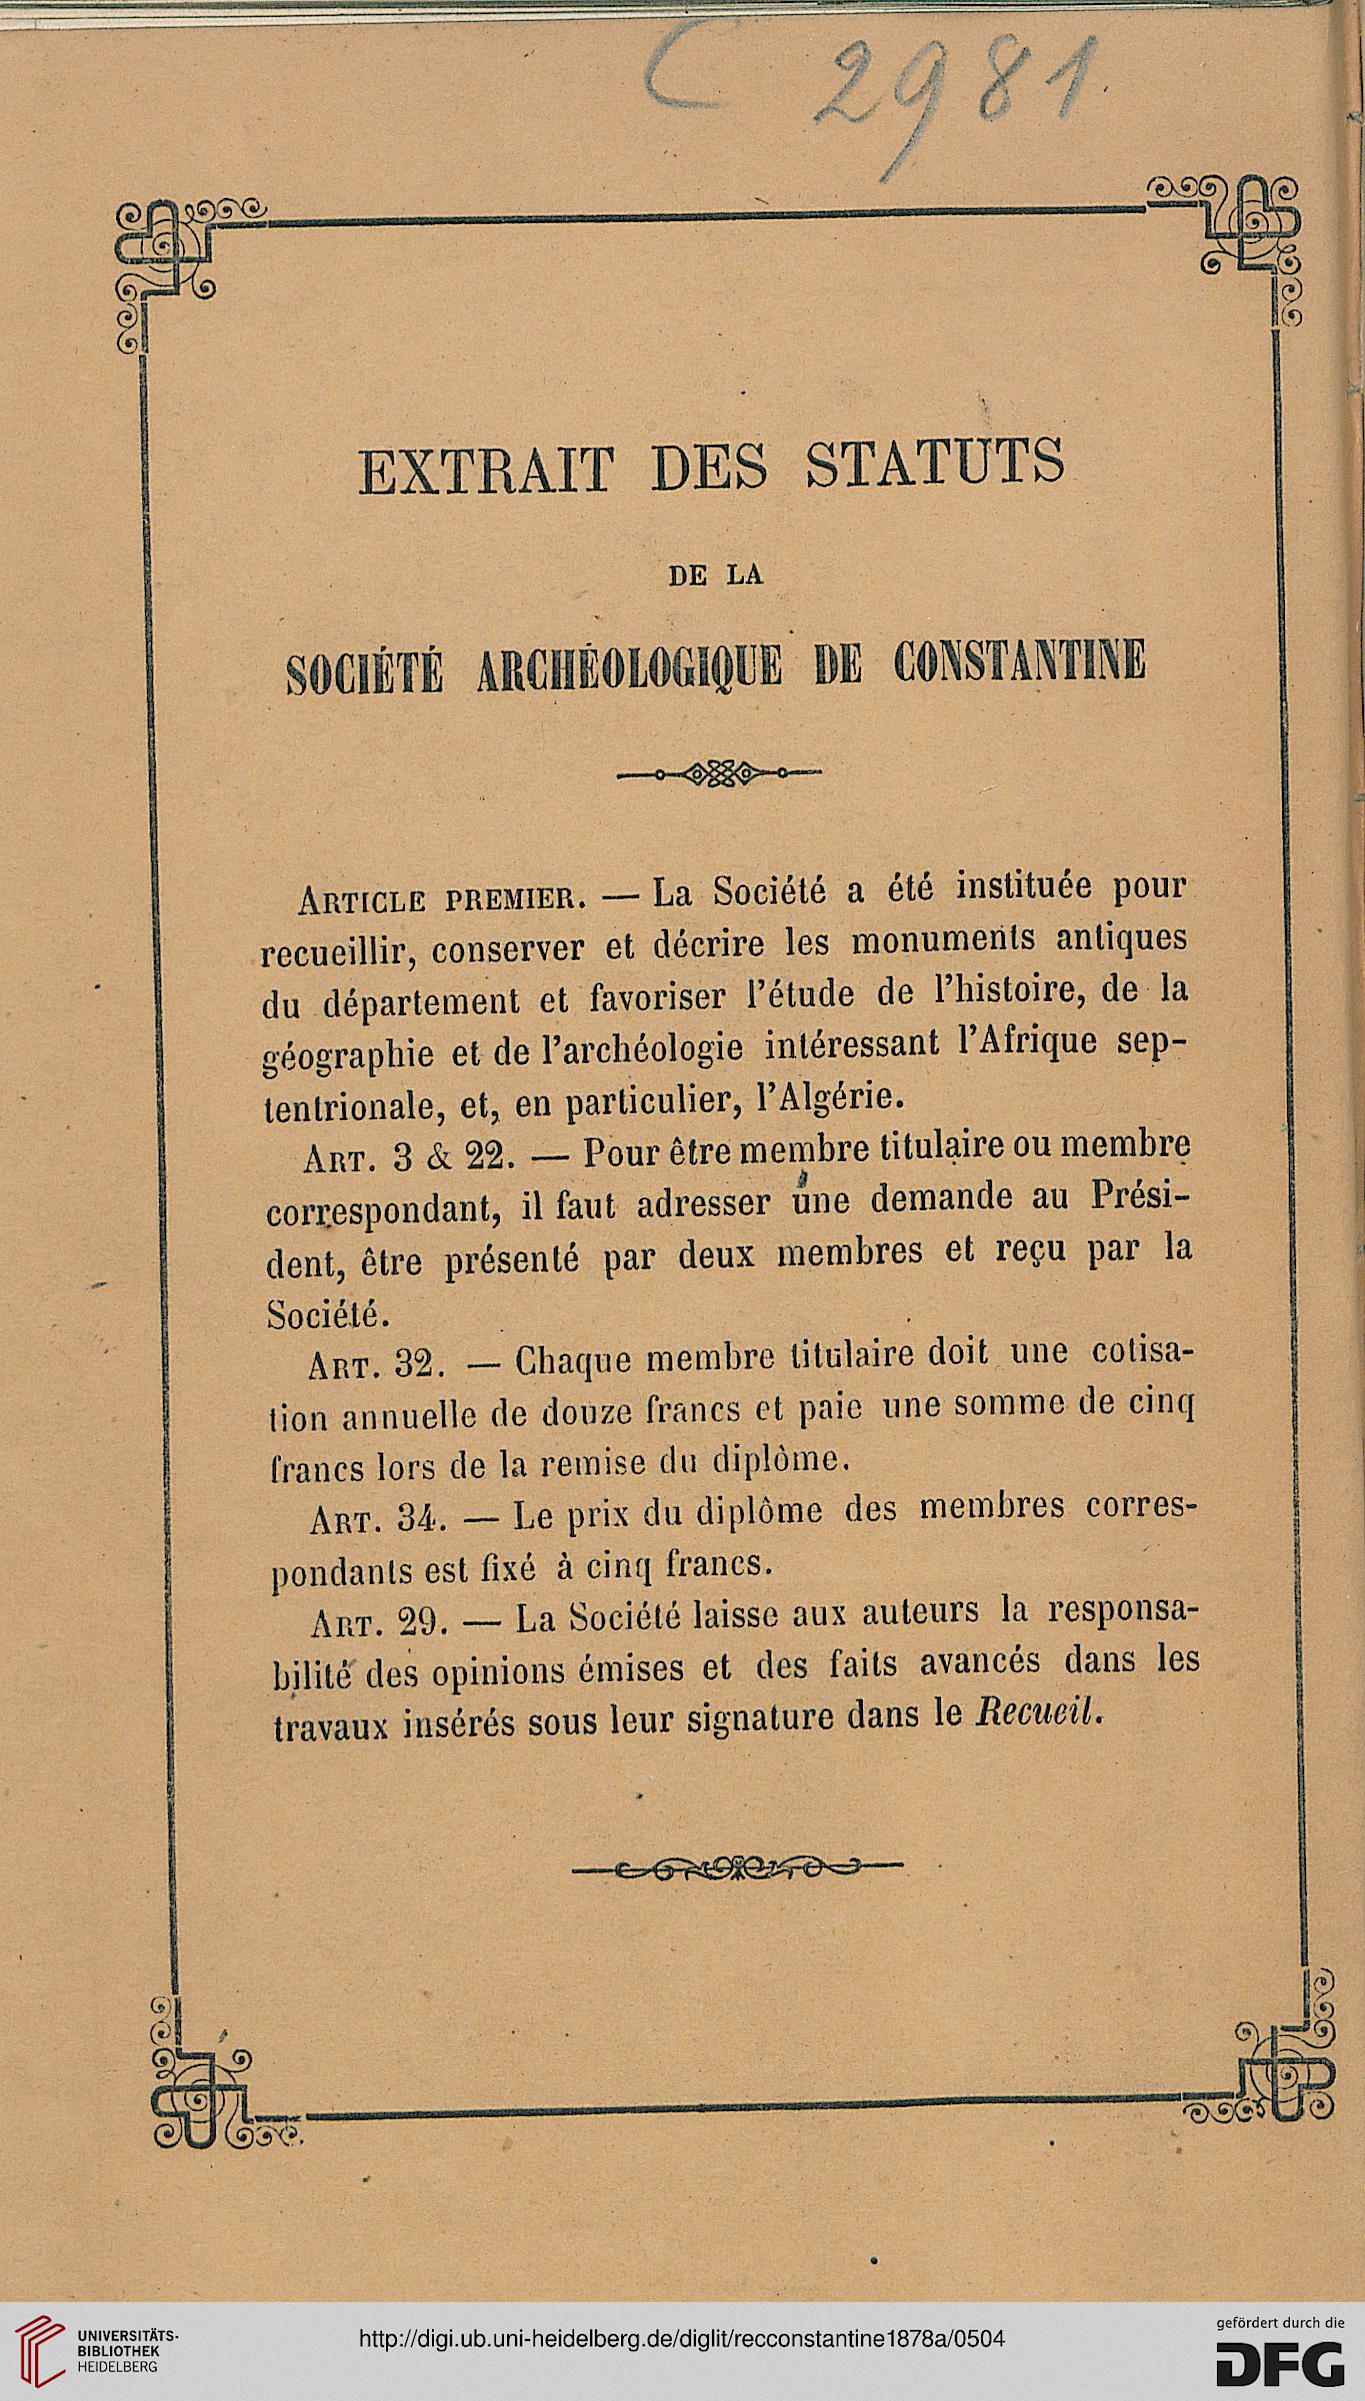 C 2981
EXTRAIT DES STATUTS
DE LA
SOCIÉTÉ ARCHÉOLOGIQUE DE CONSTANTINE
ARTICLE PREMIER. — La Société a été instituée pour
recueillir, conserver et décrire les monuments antiques
du département et favoriser l'étude de l'histoire, de la
géographie et de l'archéologie intéressant l'Afrique sep-
tentrionale, et, en particulier, l'Algérie.
ART. 3 & 22. — Pour être membre titulaire ou membre
correspondant, il faut adresser une demande au Prési-
dent, être présenté par deux membres et reçu par la
Société.
ART. 32. — Chaque membre titulaire doit une cotisa-
tion annuelle de douze francs et paie une somme de cinq
francs lors de la remise du diplôme.
ART. 34. — Le prix du diplôme des membres corres-
pondants est fixé à cinq francs.
ART. 29. — La Société laisse aux auteurs la responsa-
bilité des opinions émises et des faits avancés dans les
travaux insérés sous leur signature dans le Recueil.
UNIVERSITÄTS-
BIBLIOTHEK
HEIDELBERG
http://digi.ub.uni-heidelberg.de/diglit/recconstantine1878a/0504
gefördert durch die
DFG